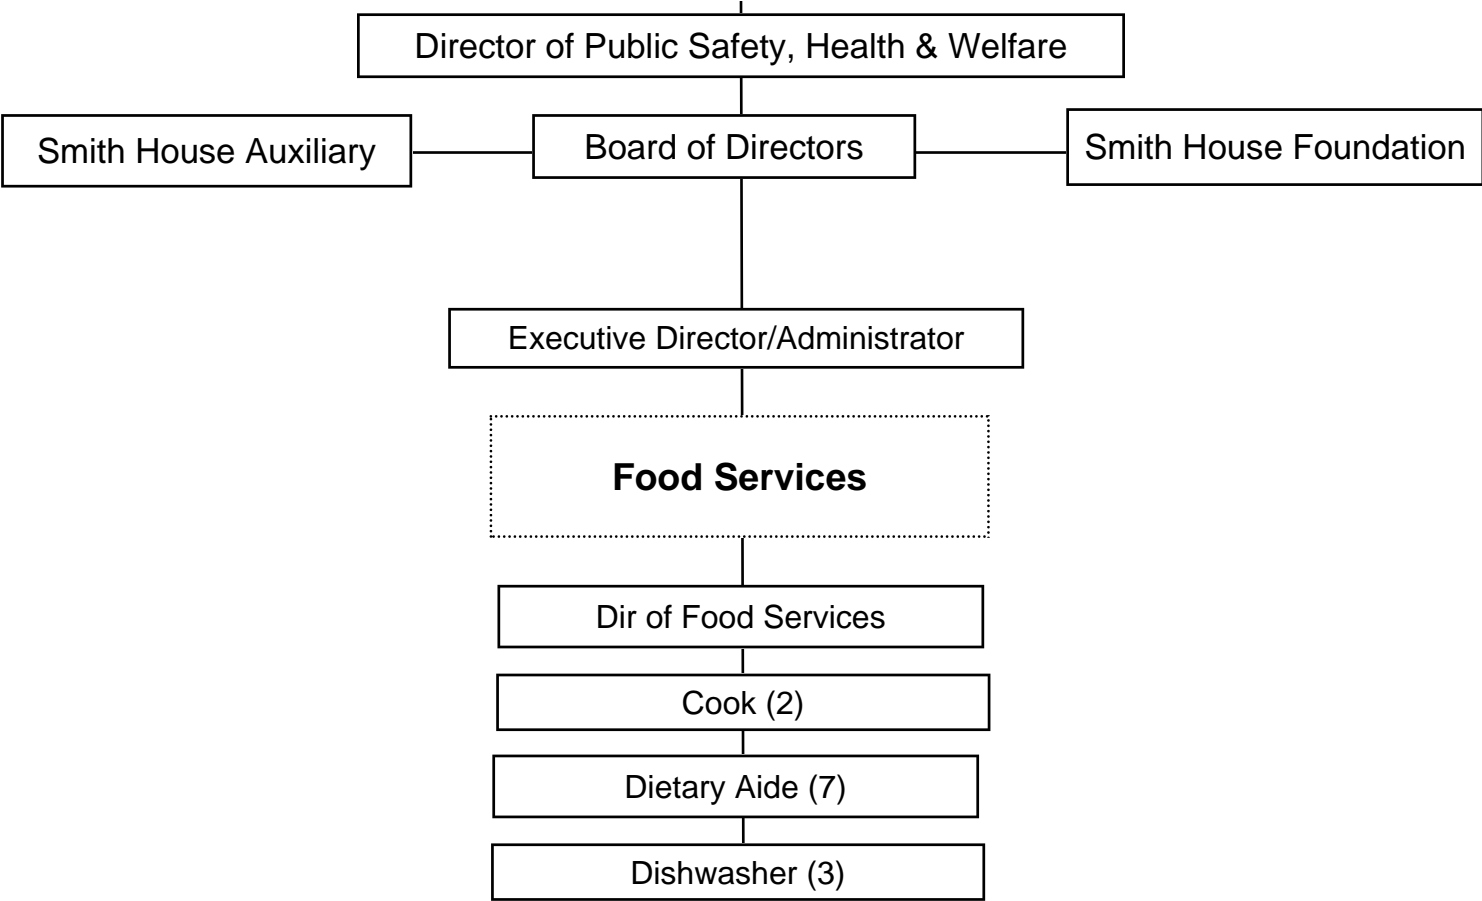 Director of Public Safety, Health & Welfare
Smith House Auxiliary
Board of Directors
Smith House Foundation
Executive Director/Administrator
Food Services
Dir of Food Services
Cook (2)
Dietary Aide (7)
Dishwasher (3)